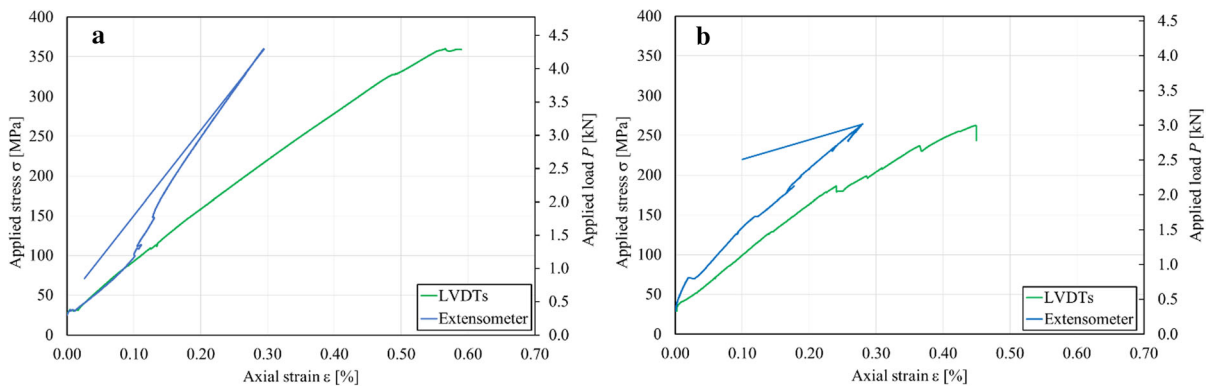 a
400
350
300
250
200
150
100
50
0
Applied stress σ [MPa]
4.5
4.0
3.5
3.0
2.5
2.0
1.5
1.0
0.5
0.0
Applied load P [kN]
0.00 0.10 0.20 0.30 0.40 0.50 0.60 0.70
Axial strain ε [%]
LVDTs
Extensometer
b
400
350
300
250
200
150
100
50
0
Applied stress σ [MPa]
4.5
4.0
3.5
3.0
2.5
2.0
1.5
1.0
0.5
0.0
Applied load P [kN]
0.00 0.10 0.20 0.30 0.40 0.50 0.60 0.70
Axial strain ε [%]
LVDTs
Extensometer